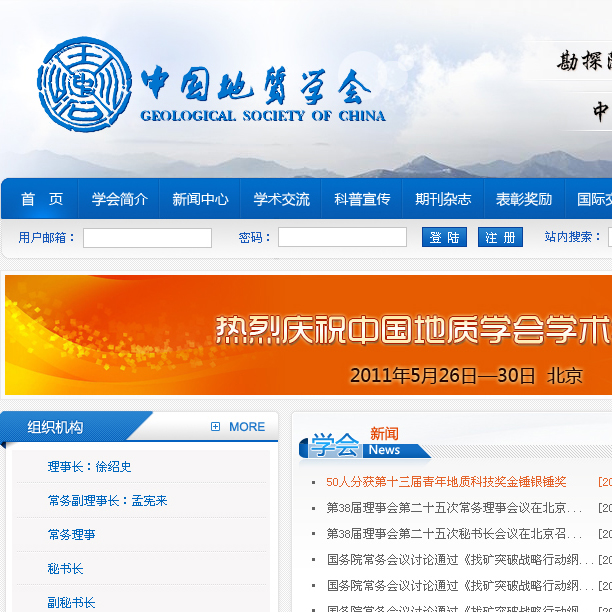 中国地质学会
GEOLOGICAL SOCIETY OF CHINA
勘探
中
首 页 学会简介 新闻中心 学术交流 科普宣传 期刊杂志 表彰奖励 国际
用户邮箱： 密码： 登 陆 注 册 站内搜索：
热烈庆祝中国地质学会学术
2011年5月26日—30日 北京
组织机构 MORE
理事长：徐绍史
常务副理事长：孟宪来
常务理事
秘书长
副秘书长
学会 新闻
News
50人分获第十三届青年地质科技奖金锤银锤奖 [20
第38届理事会第二十五次常务理事会议在北京... [20
第38届理事会第二十五次秘书长会议在北京召... [20
国务院常务会议讨论通过《找矿突破战略行动纲... [20
国务院常务会议讨论通过《找矿突破战略行动纲... [20
国务院常务会议讨论通过《找矿突破战略行动纲... [20